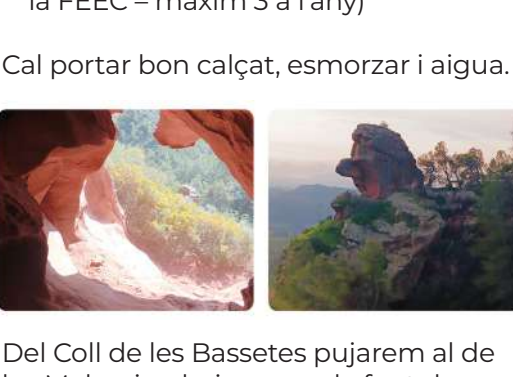 la FEEC – màxim 3 a l'any)
Cal portar bon calçat, esmorzar i aigua.
Del Coll de les Bassetes pujarem al de